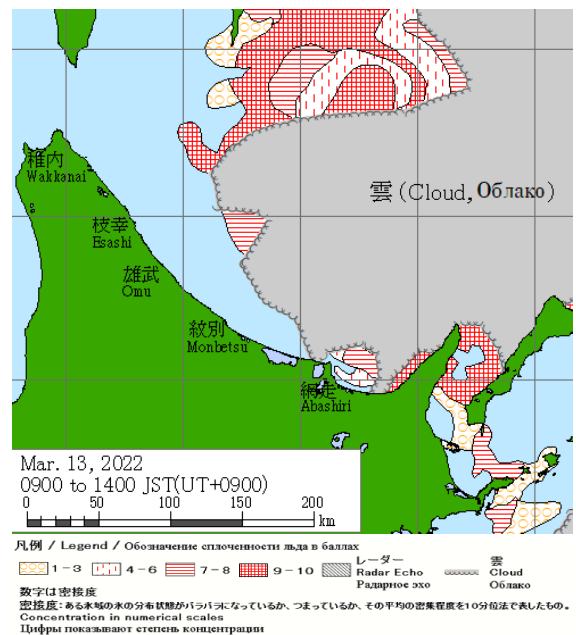 稚内
Wakkanai
雲(Cloud, Облако)
枝幸
Esashi
雄武
Omu
紋別
Monbetsu
網走
Abashiri
Mar. 13, 2022
0900 to 1400 JST(UT+0900)
0 50 100 150 200
km
凡例 / Legend / Обозначение сплоченности льда в баллах
1-3 4-6 7-8 9-10 レーダー Radar Echo Радарное эхо 雲 Cloud Облако
数字は密接度
密接度:ある水域の氷の分布状態がバラバラになっているか、つまっているか、その平均の密集程度を10分位法で表したもの。
Concentration in numerical scales
Цифры показывают степень концентрации